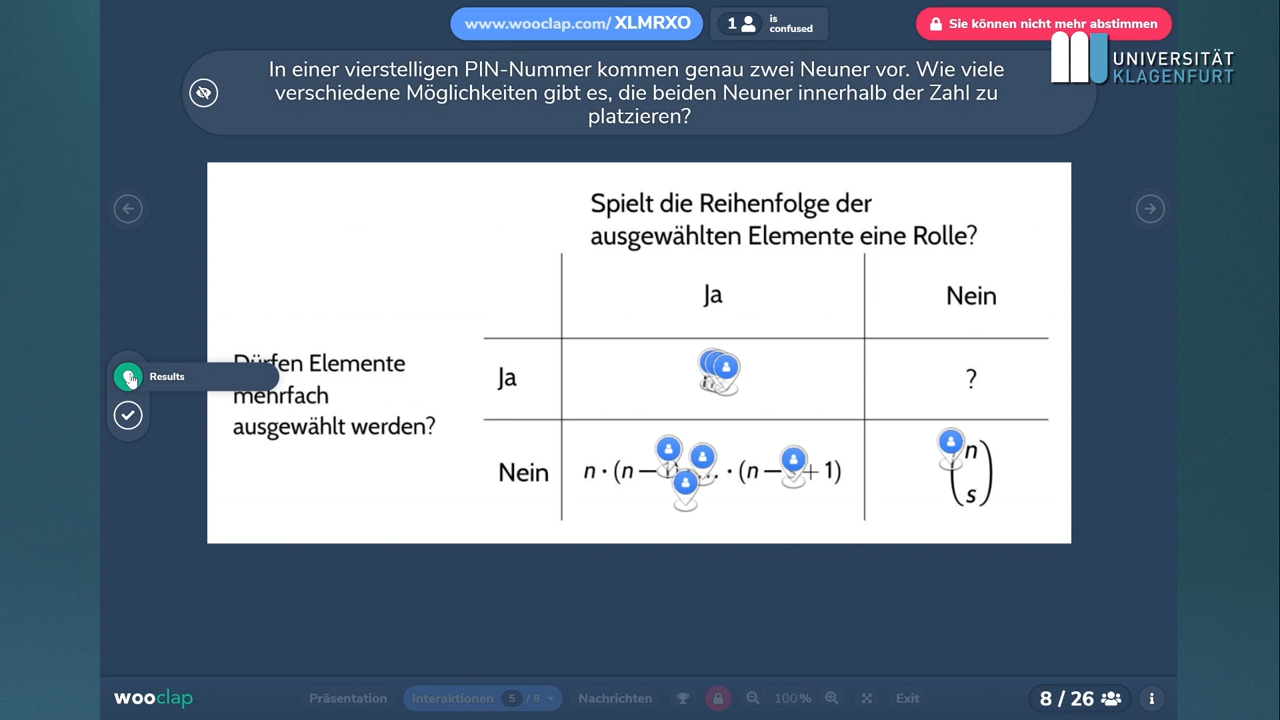 www.wooclap.com/ XLMRXO
1
is
confused
Sie können nicht mehr abstimmen
UNIVERSITÄT
KLAGENFURT
In einer vierstelligen PIN-Nummer kommen genau zwei Neuner vor. Wie viele
verschiedene Möglichkeiten gibt es, die beiden Neuner innerhalb der Zahl zu
platzieren?
Spielt die Reihenfolge der
ausgewählten Elemente eine Rolle?
Ja
Nein
Dürfen Elemente
mehrfach
ausgewählt werden?
Results
Ja
?
Nein
n · (n − … · (n − + 1)
(n
s)
wooclap
Präsentation
Interaktionen 5 / 8
Nachrichten
100%
Exit
8 / 26
i